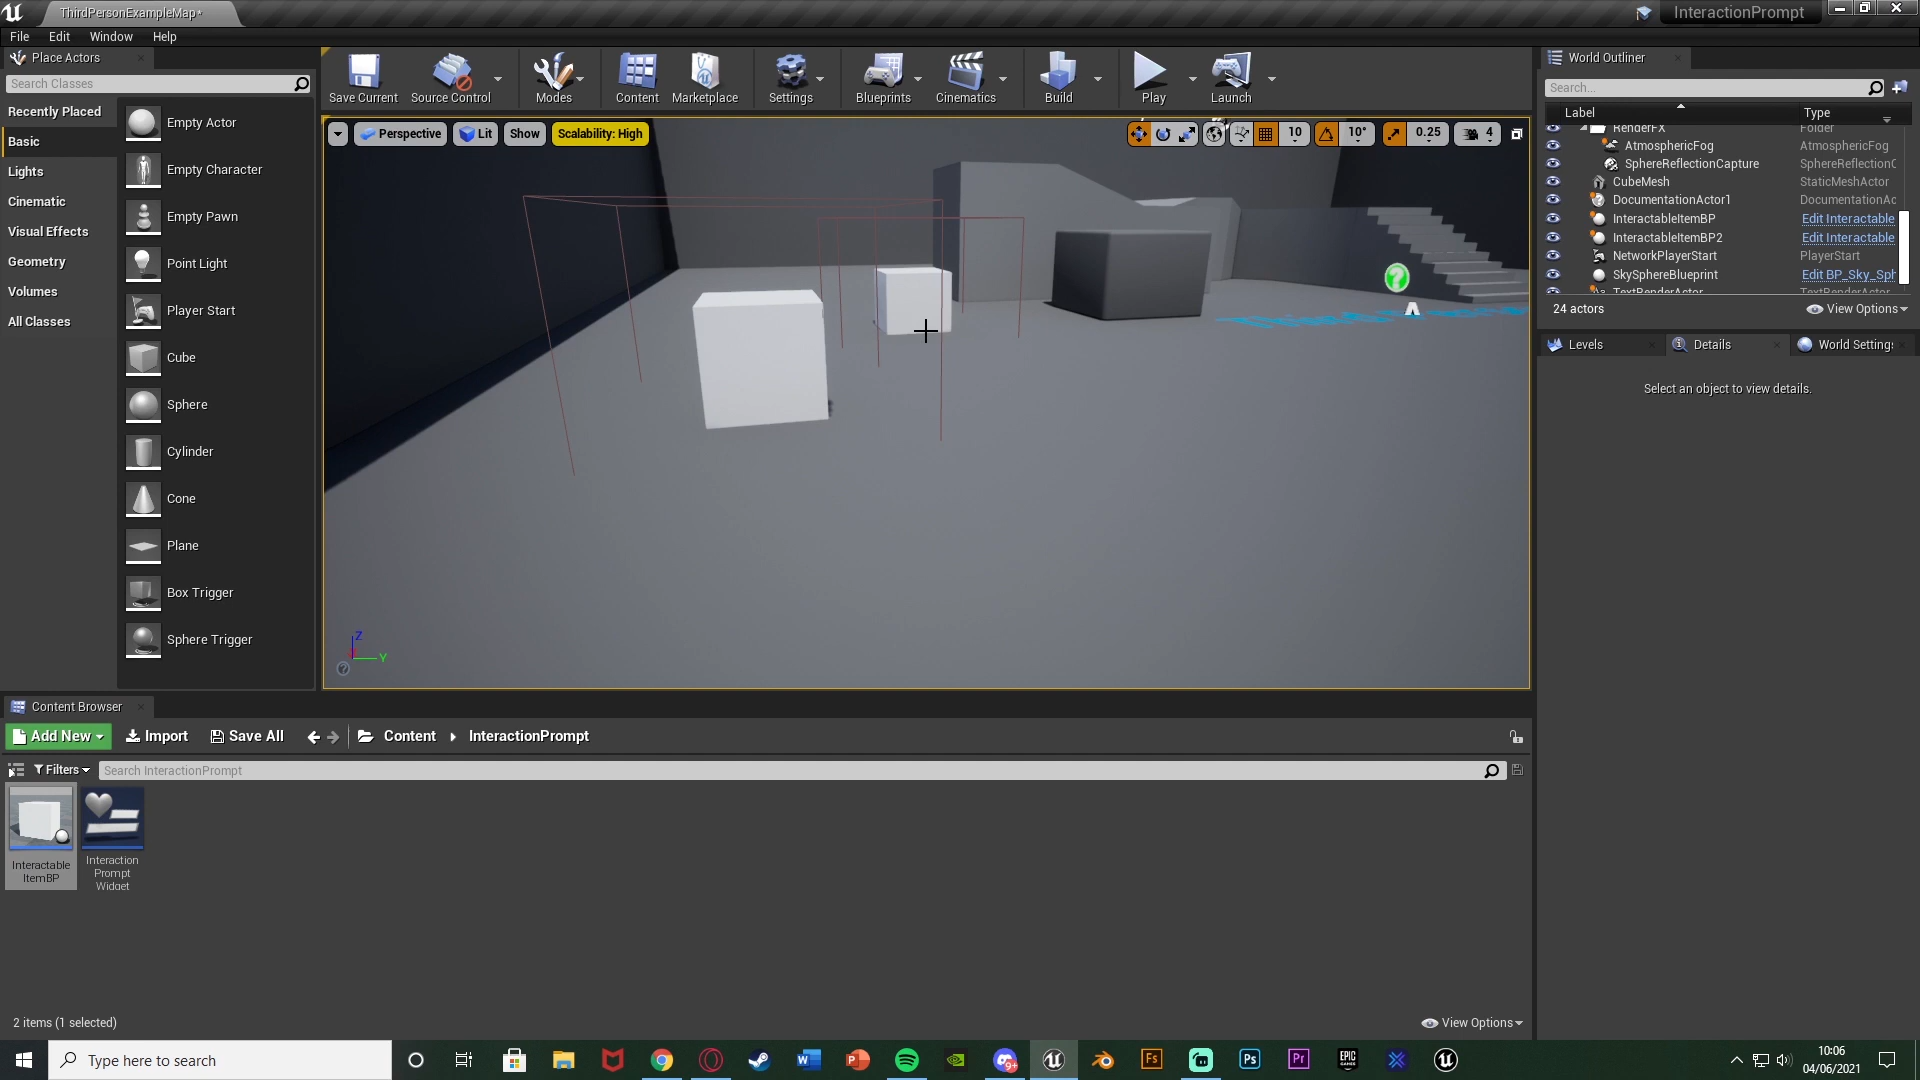 ThirdPersonExampleMap*
InteractionPrompt
File Edit Window Help
Place Actors
Search Classes
Recently Placed
Basic
Lights
Cinematic
Visual Effects
Geometry
Volumes
All Classes
Empty Actor
Empty Character
Empty Pawn
Point Light
Player Start
Cube
Sphere
Cylinder
Cone
Plane
Box Trigger
Sphere Trigger
Save Current Source Control Modes Content Marketplace Settings Blueprints Cinematics Build Play Launch
Perspective Lit Show Scalability: High 10 10° 0.25 4
Z
Y
World Outliner
Search...
Label Type
RenderFX Folder
AtmosphericFog AtmosphericFog
SphereReflectionCapture SphereReflectionC
CubeMesh StaticMeshActor
DocumentationActor1 DocumentationAc
InteractableItemBP Edit Interactable
InteractableItemBP2 Edit Interactable
NetworkPlayerStart PlayerStart
SkySphereBlueprint Edit BP_Sky_Sph
TextRenderActor TextRenderActor
24 actors View Options
Levels Details World Settings
Select an object to view details.
Content Browser
Add New Import Save All Content InteractionPrompt
Filters Search InteractionPrompt
Interactable
ItemBP
Interaction
Prompt
Widget
2 items (1 selected) View Options
Type here to search
9+
Fs
Ps
Pr
EPIC
GAMES
10:06
04/06/2021